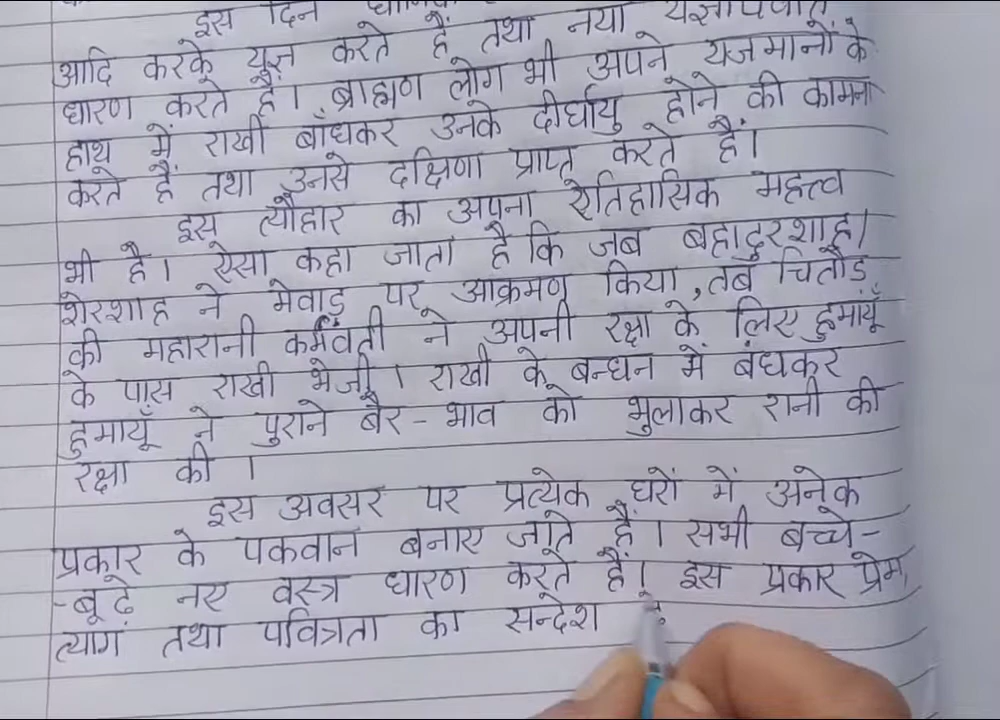 इस दिन
आदि करके यज्ञ करते हैं तथा नया यज्ञोपवीत
धारण करते हैं। ब्राह्मण लोग भी अपने यजमानों के
हाथ में राखी बाँधकर उनके दीर्घायु होने की कामना
करते हैं तथा उनसे दक्षिणा प्राप्त करते हैं।
इस त्यौहार का अपना ऐतिहासिक महत्त्व
भी है। ऐसा कहा जाता है कि जब बहादुरशाह/
शेरशाह ने मेवाड़ पर आक्रमण किया, तब चितौड़
की महारानी कर्मवती ने अपनी रक्षा के लिए हुमायूँ
के पास राखी भेजी। राखी के बन्धन में बंधकर
हुमायूँ ने पुराने बैर-भाव को भुलाकर रानी की
रक्षा की।
इस अवसर पर प्रत्येक घरों में अनेक
प्रकार के पकवान बनाए जाते हैं। सभी बच्चे-
-बूढ़े नए वस्त्र धारण करते हैं। इस प्रकार प्रेम,
त्याग तथा पवित्रता का सन्देश